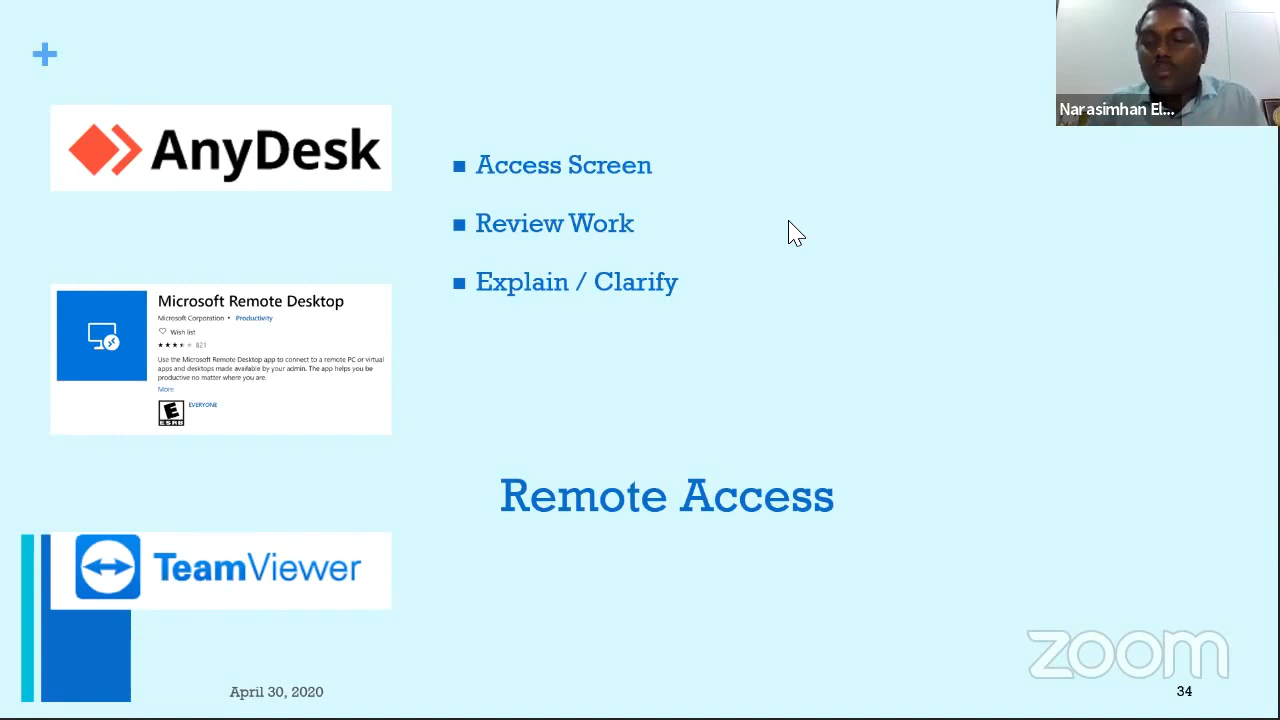 Narasimhan El...
AnyDesk
Access Screen
Review Work
Explain / Clarify
Microsoft Remote Desktop
Microsoft Corporation • Productivity
Wish list
821
Use the Microsoft Remote Desktop app to connect to a remote PC or virtual
apps and desktops made available by your admin. The app helps you be
productive no matter where you are.
More
E
EVERYONE
ESRB
Remote Access
TeamViewer
zoom
April 30, 2020
34